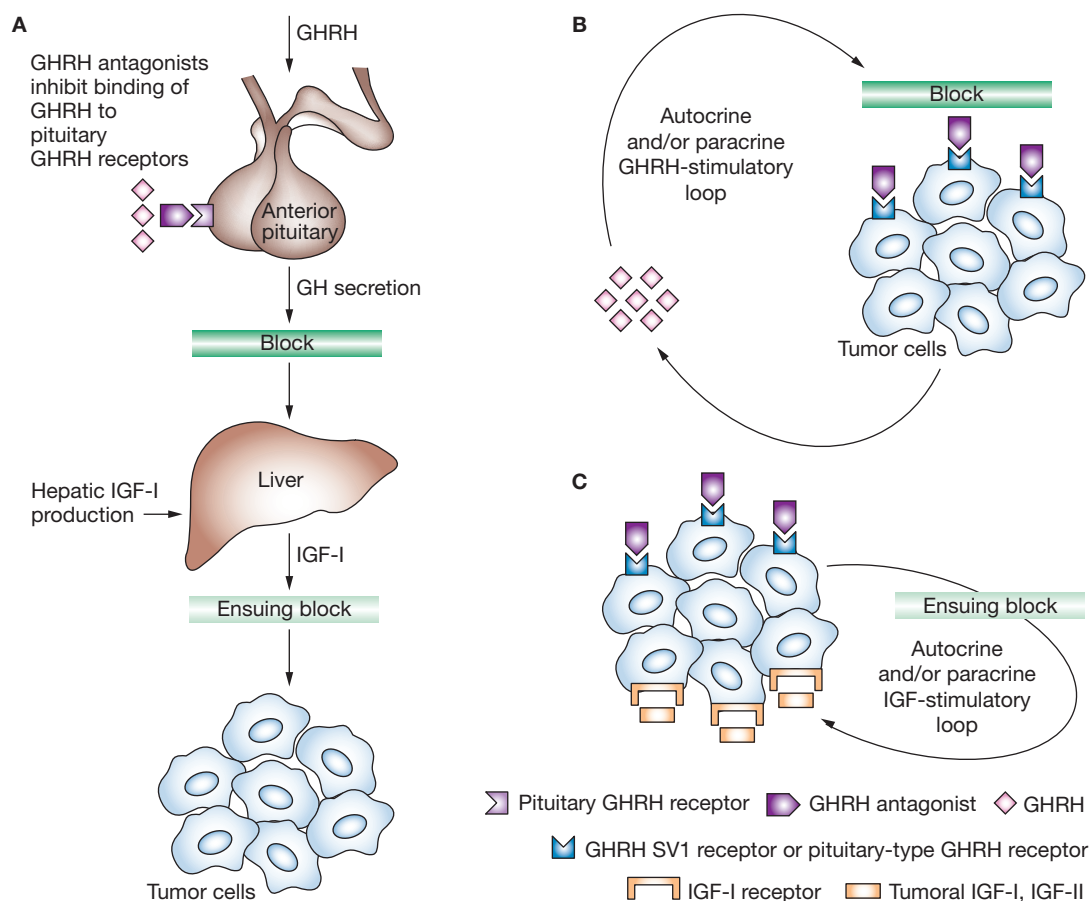 A
GHRH
GHRH antagonists
inhibit binding of
GHRH to
pituitary
GHRH receptors
Anterior
pituitary
GH secretion
Block
Liver
Hepatic IGF-I
production
IGF-I
Ensuing block
Tumor cells
B
Block
Autocrine
and/or paracrine
GHRH-stimulatory
loop
Tumor cells
C
Ensuing block
Autocrine
and/or paracrine
IGF-stimulatory
loop
Pituitary GHRH receptor
GHRH antagonist
GHRH
GHRH SV1 receptor or pituitary-type GHRH receptor
IGF-I receptor
Tumoral IGF-I, IGF-II